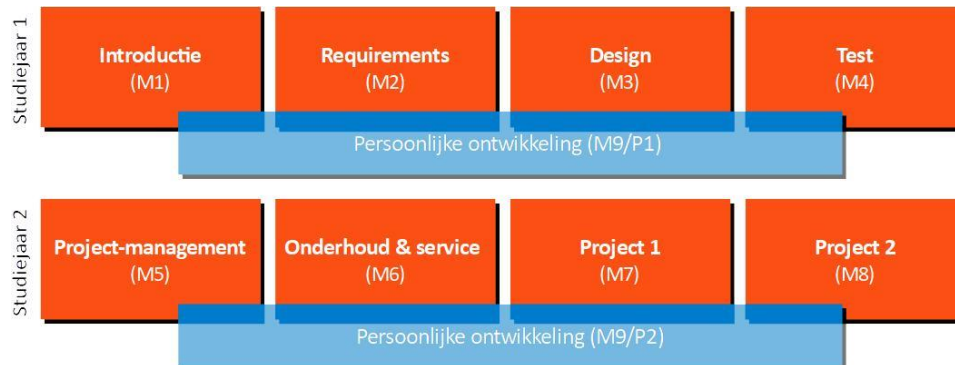 Studiejaar 1
Introductie
(M1)
Requirements
(M2)
Design
(M3)
Test
(M4)
Persoonlijke ontwikkeling (M9/P1)
Studiejaar 2
Project-management
(M5)
Onderhoud & service
(M6)
Project 1
(M7)
Project 2
(M8)
Persoonlijke ontwikkeling (M9/P2)